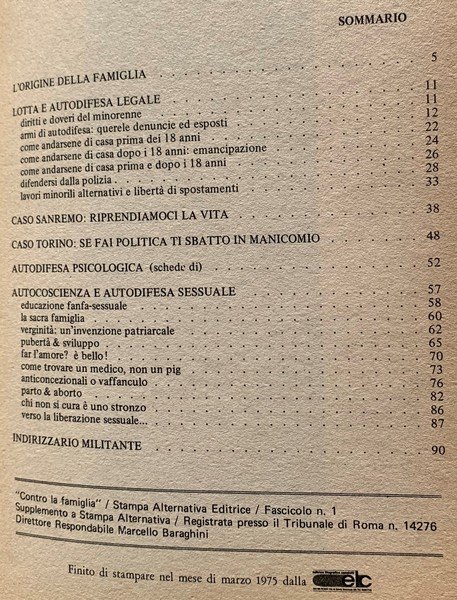 SOMMARIO
L'ORIGINE DELLA FAMIGLIA 5
LOTTA E AUTODIFESA LEGALE 11
diritti e doveri del minorenne 11
armi di autodifesa: querele denuncie ed esposti 12
come andarsene di casa prima dei 18 anni 22
come andarsene di casa dopo i 18 anni: emancipazione 24
come andarsene di casa prima e dopo i 18 anni 26
difendersi dalla polizia 28
lavori minorili alternativi e libertà di spostamenti 33
CASO SANREMO: RIPRENDIAMOCI LA VITA 38
CASO TORINO: SE FAI POLITICA TI SBATTO IN MANICOMIO 48
AUTODIFESA PSICOLOGICA (schede di) 52
AUTOCOSCIENZA E AUTODIFESA SESSUALE 57
educazione fanfa-sessuale 58
la sacra famiglia 60
verginità: un'invenzione patriarcale 62
pubertà & sviluppo 65
far l'amore? è bello! 70
come trovare un medico, non un pig 73
anticoncezionali o vaffanculo 76
parto & aborto 82
chi non si cura è uno stronzo 86
verso la liberazione sessuale... 87
INDIRIZZARIO MILITANTE 90
"Contro la famiglia" / Stampa Alternativa Editrice / Fascicolo n. 1
Supplemento a Stampa Alternativa / Registrata presso il Tribunale di Roma n. 14276
Direttore Respondabile Marcello Baraghini
Finito di stampare nel mese di marzo 1975 dalla